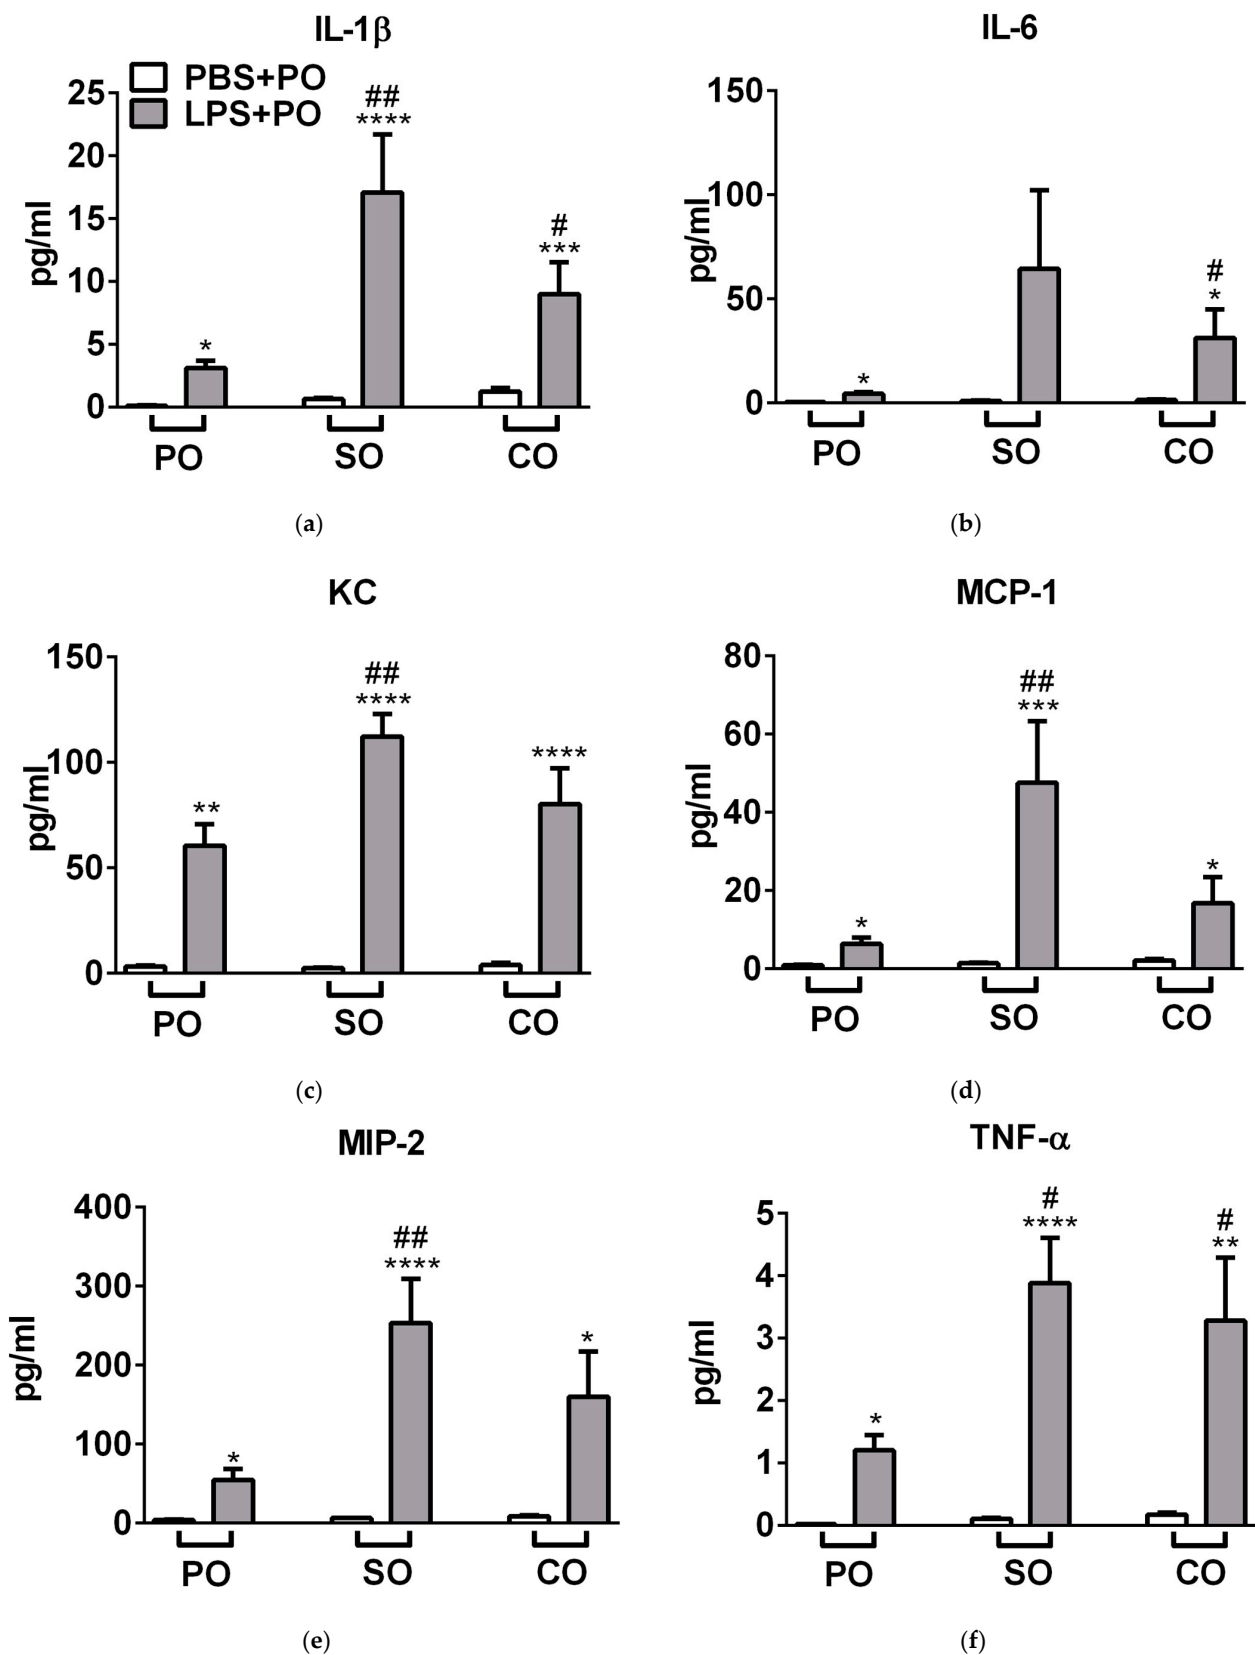 IL-1β
PBS+PO
LPS+PO
25
20
15
10
5
0
pg/ml
##
****
#
***
*
PO
SO
CO
(a)
IL-6
150
100
50
0
pg/ml
#
*
*
PO
SO
CO
(b)
KC
150
100
50
0
pg/ml
##
****
****
**
PO
SO
CO
(c)
MCP-1
80
60
40
20
0
pg/ml
##
***
*
*
PO
SO
CO
(d)
MIP-2
400
300
200
100
0
pg/ml
##
****
*
*
PO
SO
CO
(e)
TNF-α
5
4
3
2
1
0
pg/ml
#
****
#
**
*
PO
SO
CO
(f)